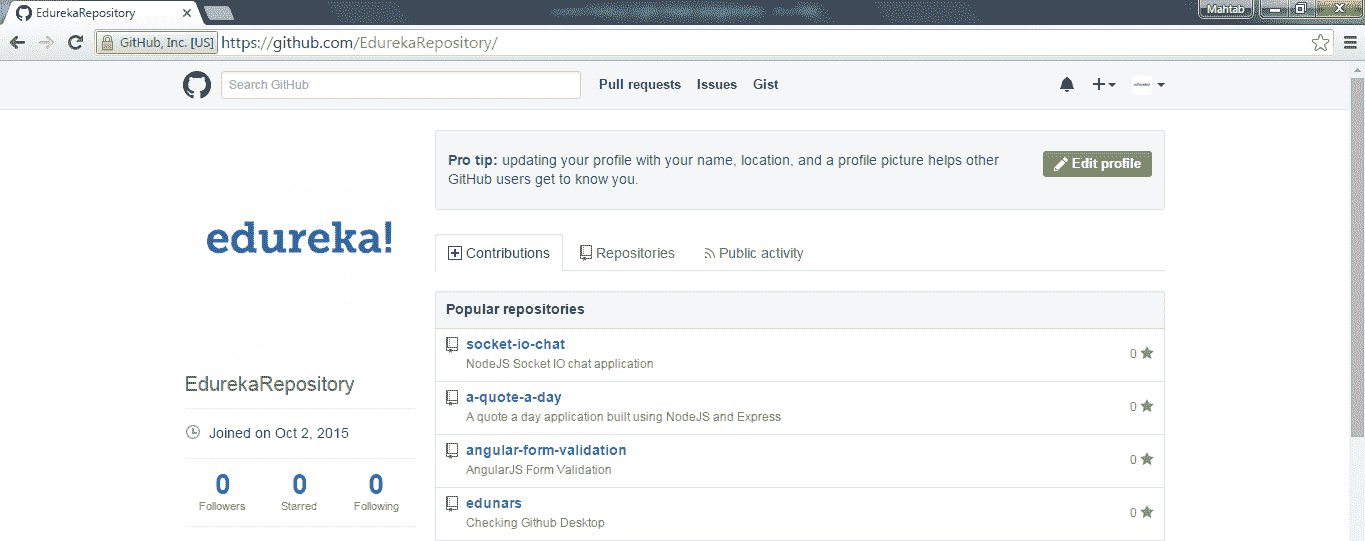 EdurekaRepository
Mahtab
GitHub, Inc. [US] https://github.com/EdurekaRepository/
Search GitHub
Pull requests Issues Gist
Pro tip: updating your profile with your name, location, and a profile picture helps other
GitHub users get to know you.
Edit profile
edureka!
Contributions Repositories Public activity
Popular repositories
socket-io-chat
NodeJS Socket IO chat application
0
a-quote-a-day
A quote a day application built using NodeJS and Express
0
angular-form-validation
AngularJS Form Validation
0
edunars
Checking Github Desktop
0
EdurekaRepository
Joined on Oct 2, 2015
0 0 0
Followers Starred Following